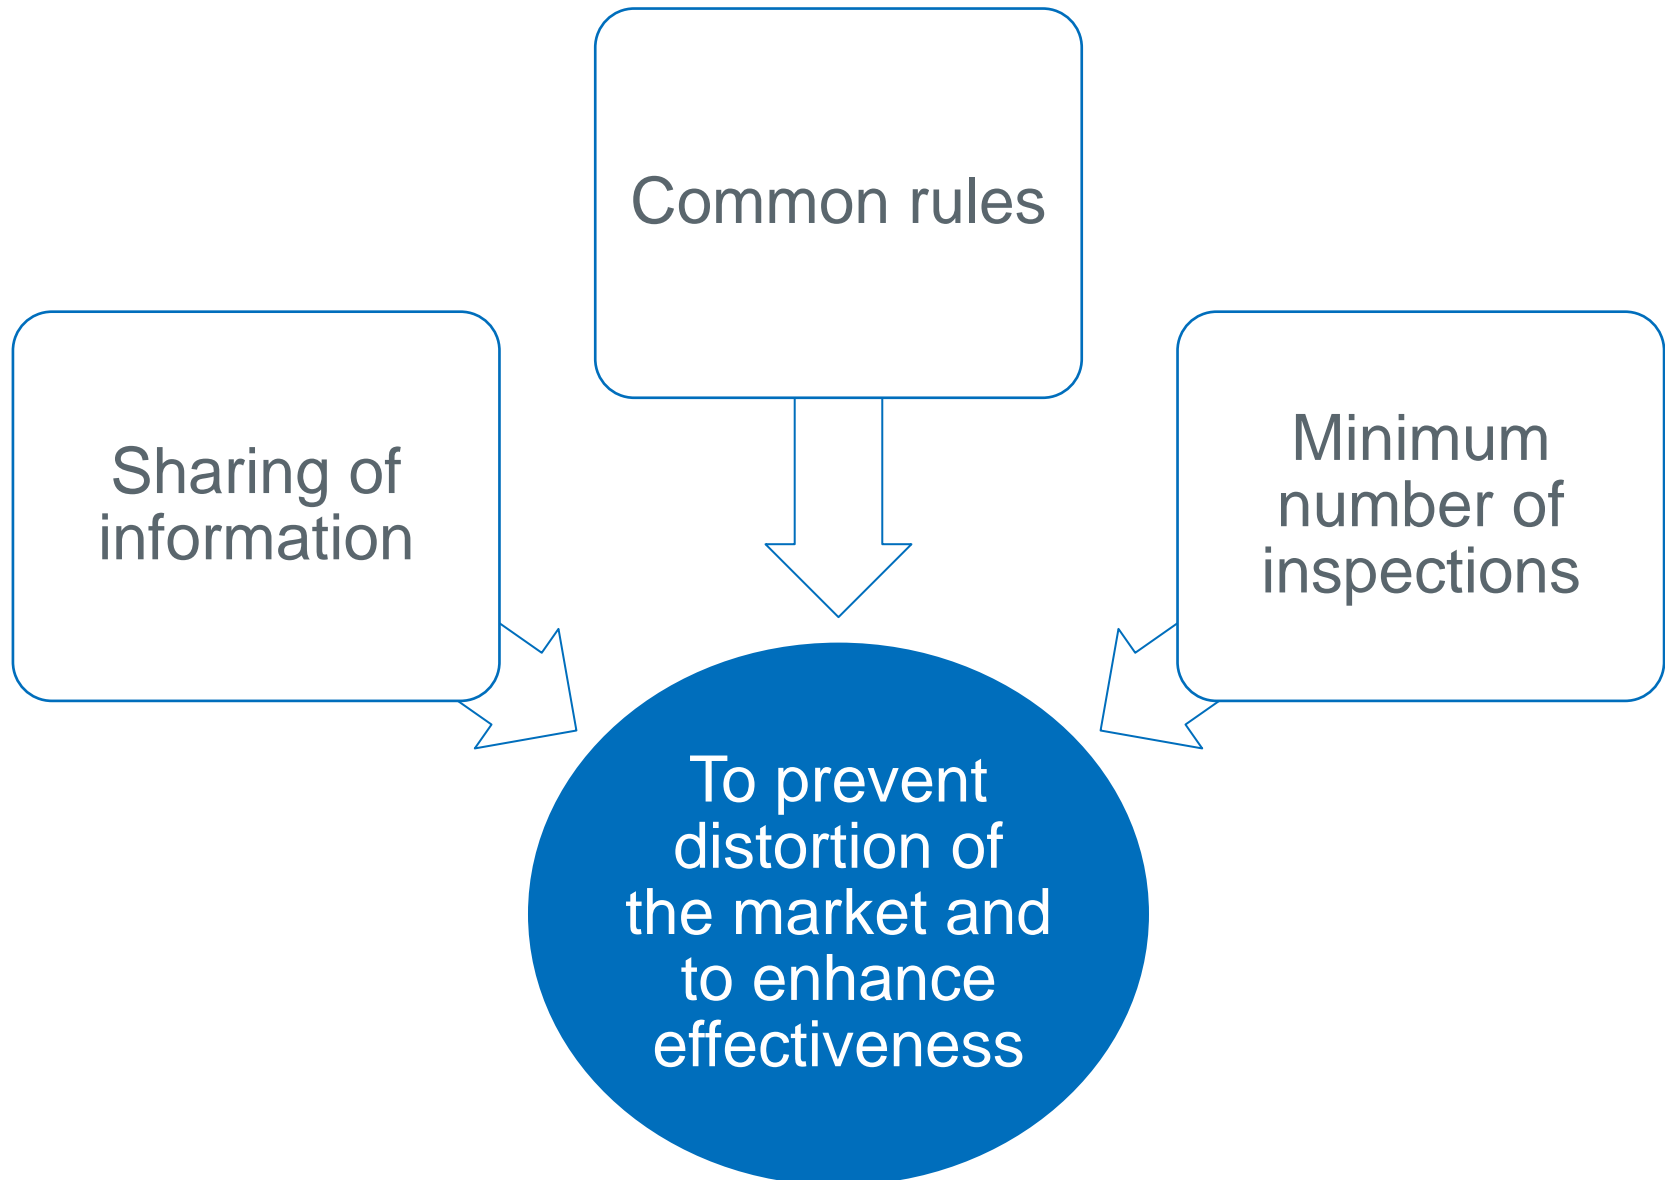 Common rules
Sharing of
information
Minimum
number of
inspections
To prevent
distortion of
the market and
to enhance
effectiveness